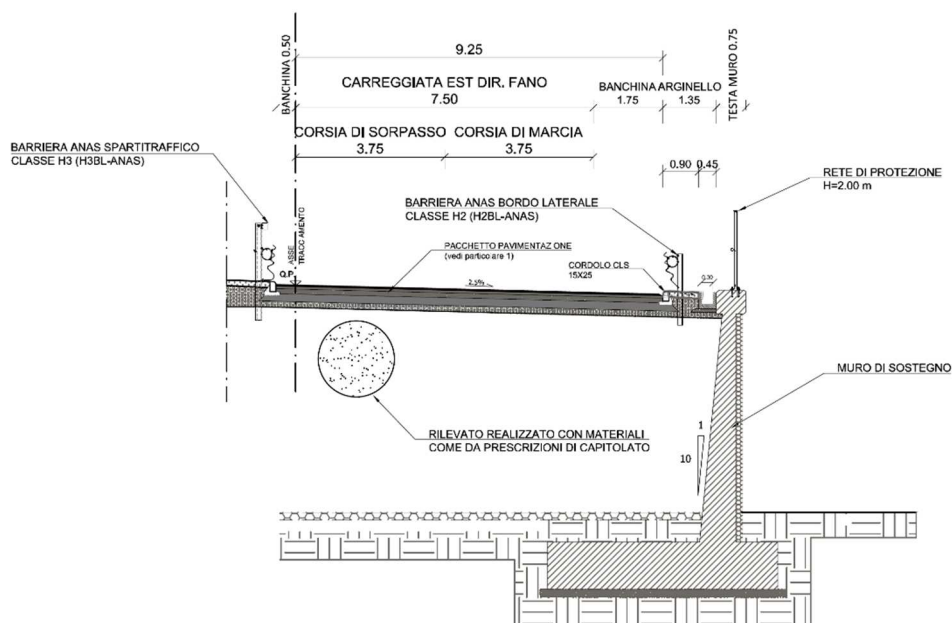 BANCHINA 0.50
9.25
TESTA MURO 0.75
CARREGGIATA EST DIR. FANO
7.50
BANCHINA ARGINELLO
1.75 1.35
CORSIA DI SORPASSO CORSIA DI MARCIA
3.75 3.75
0.90 0.45
BARRIERA ANAS SPARTITRAFFICO
CLASSE H3 (H3BL-ANAS)
RETE DI PROTEZIONE
H=2.00 m
BARRIERA ANAS BORDO LATERALE
CLASSE H2 (H2BL-ANAS)
ASSE
TRACCIAMENTO
Q.P.
PACCHETTO PAVIMENTAZIONE
(vedi particolare 1)
CORDOLO CLS
15X25
2.5%
0.30
MURO DI SOSTEGNO
1
10
RILEVATO REALIZZATO CON MATERIALI
COME DA PRESCRIZIONI DI CAPITOLATO